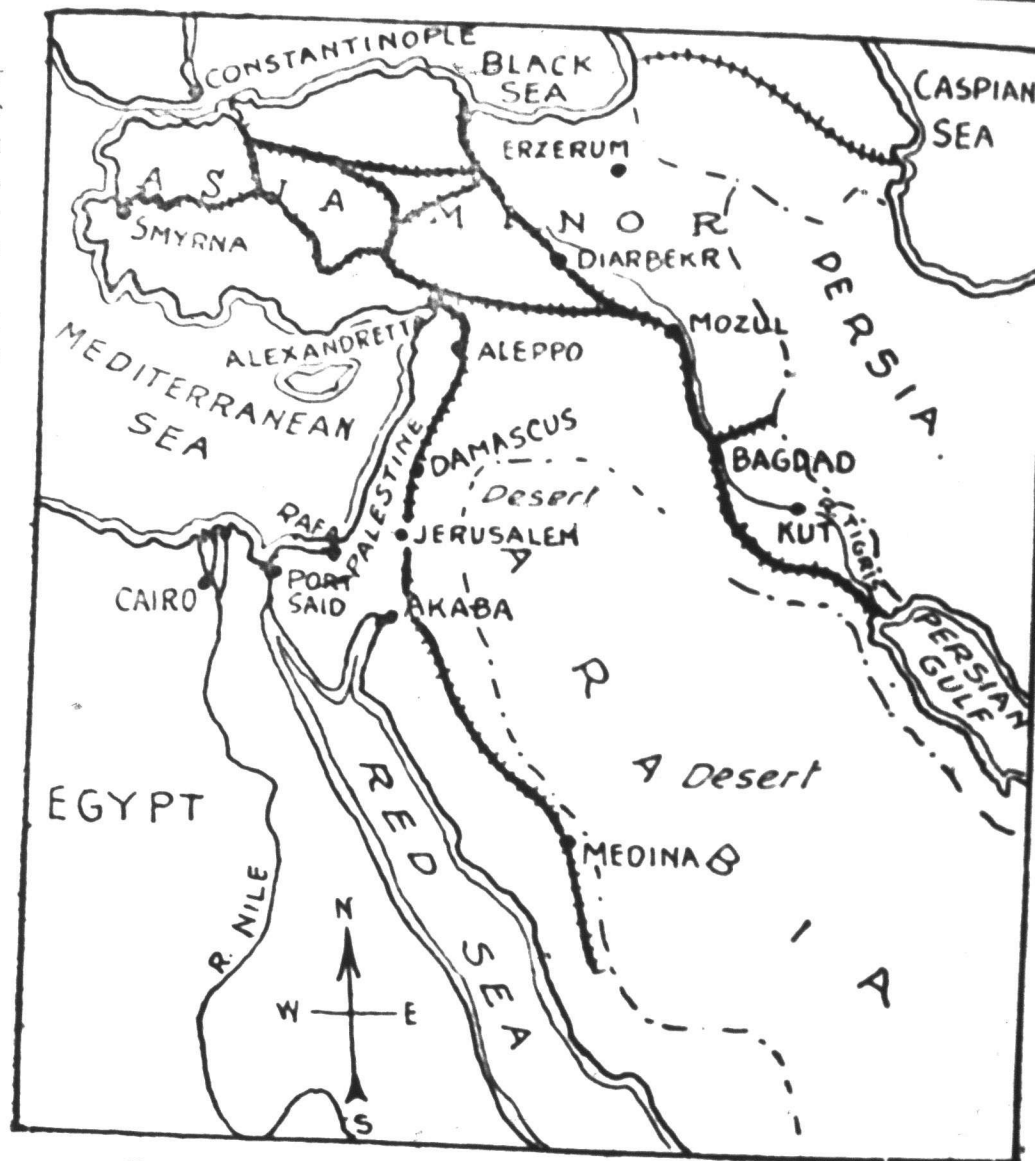 CONSTANTINOPLE
BLACK
SEA
CASPIAN
SEA
ERZERUM
ASIA MINOR
SMYRNA
DIARBEKR
PERSIA
MOZUL
ALEXANDRETT
ALEPPO
MEDITERRANEAN
SEA
DAMASCUS
BAGDAD
Desert
PALESTINE
RAFA
JERUSALEM
KUT
R. TIGRIS
CAIRO
PORT
SAID
AKABA
PERSIAN
GULF
ARABIA
Desert
RED SEA
EGYPT
MEDINA
R. NILE
N
W E
S